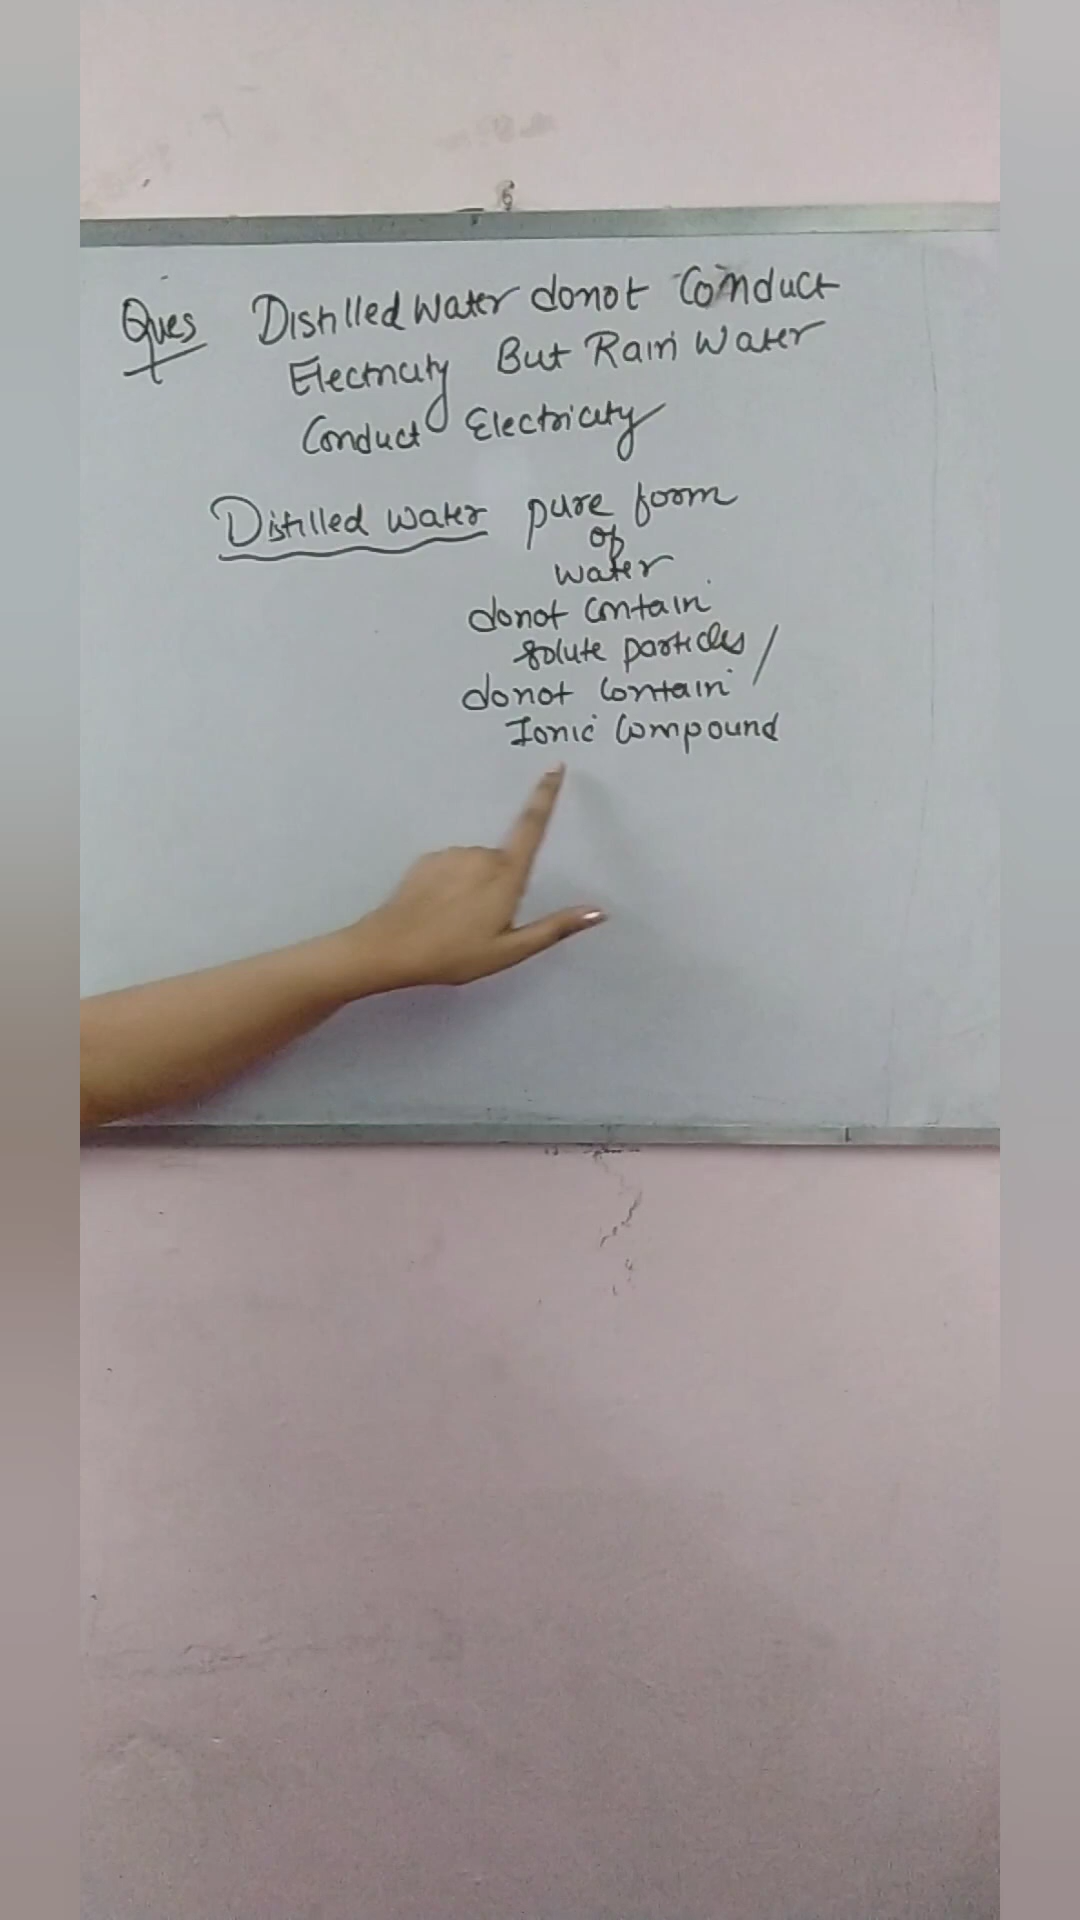 Ques Distilled Water donot Conduct
Electricity But Rain Water
Conduct Electricity
Distilled water pure form
of
water
donot contain
solute particles /
donot contain
Ionic Compound